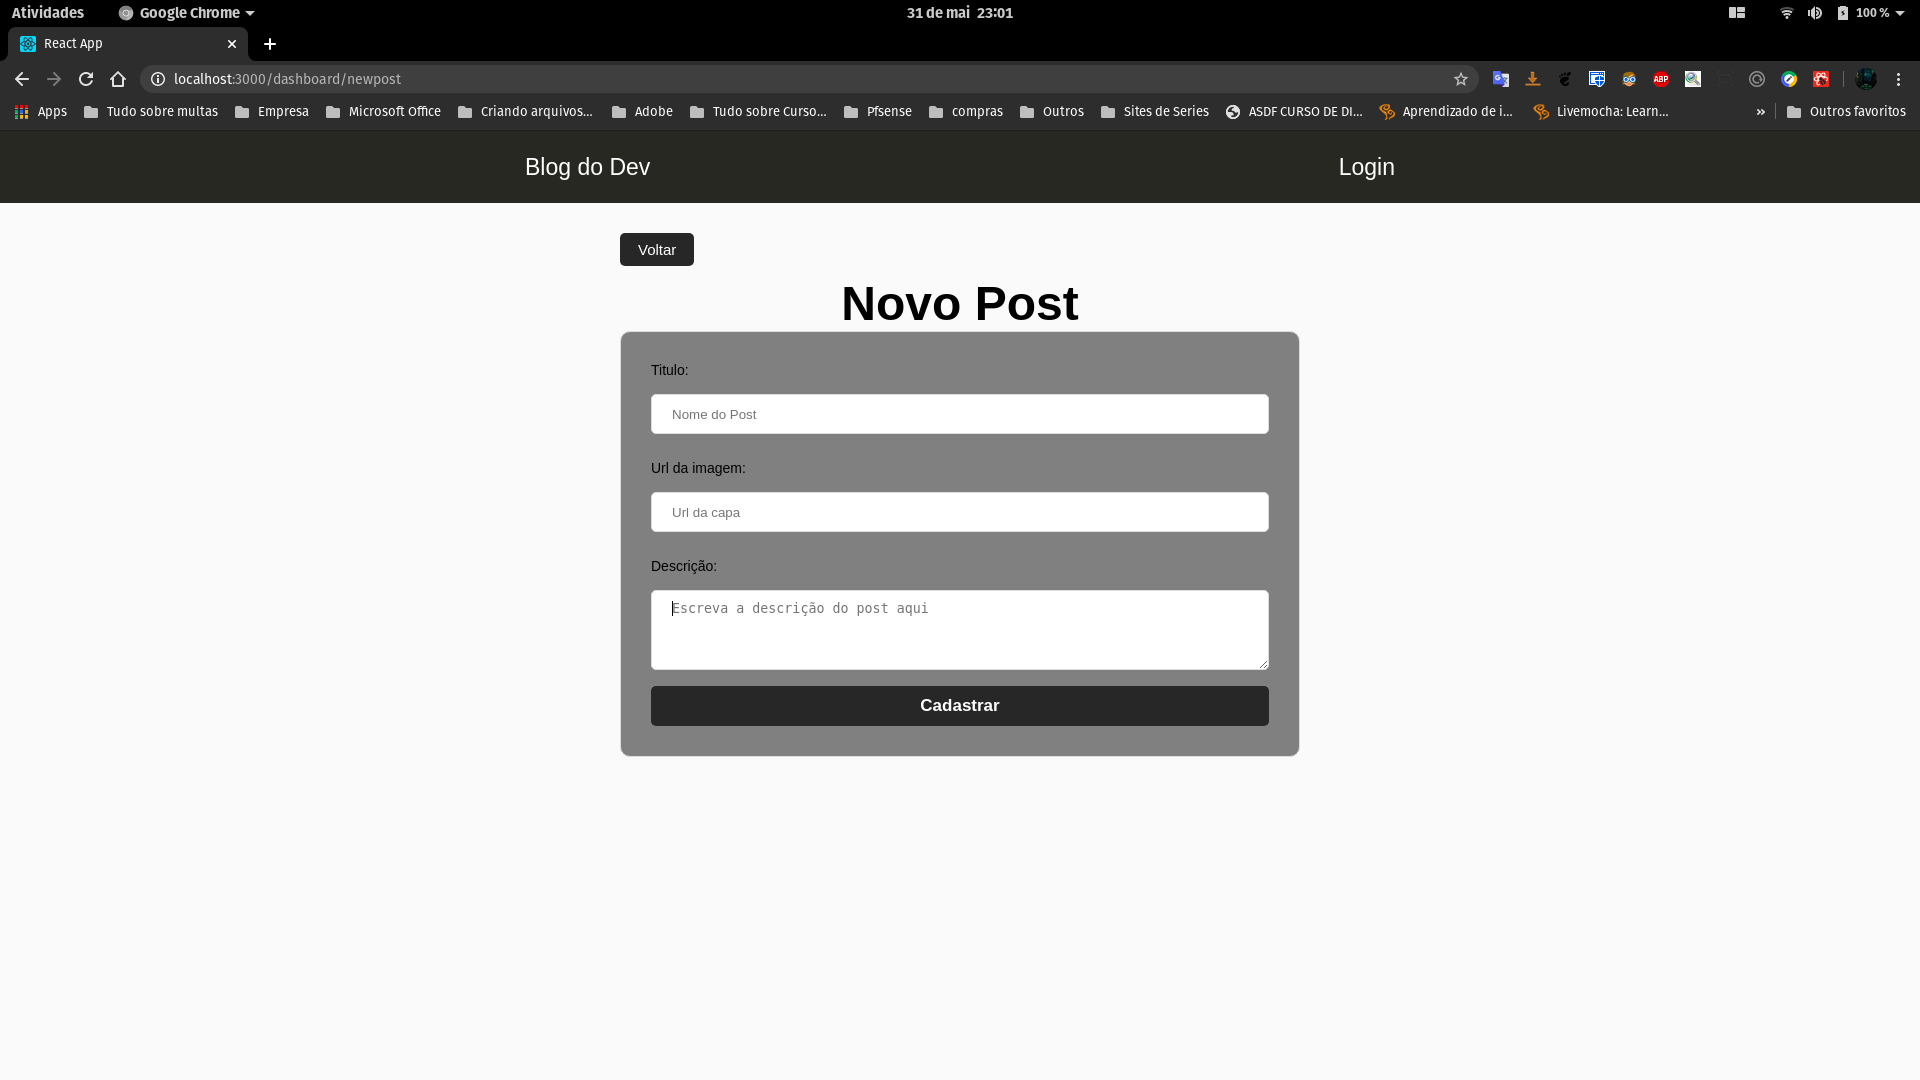 Atividades Google Chrome 31 de mai 23:01 100 %
React App
localhost:3000/dashboard/newpost
Apps Tudo sobre multas Empresa Microsoft Office Criando arquivos... Adobe Tudo sobre Curso... Pfsense compras Outros Sites de Series ASDF CURSO DE DI... Aprendizado de i... Livemocha: Learn... » Outros favoritos
Blog do Dev Login
Voltar
Novo Post
Titulo:
Nome do Post
Url da imagem:
Url da capa
Descrição:
Escreva a descrição do post aqui
Cadastrar